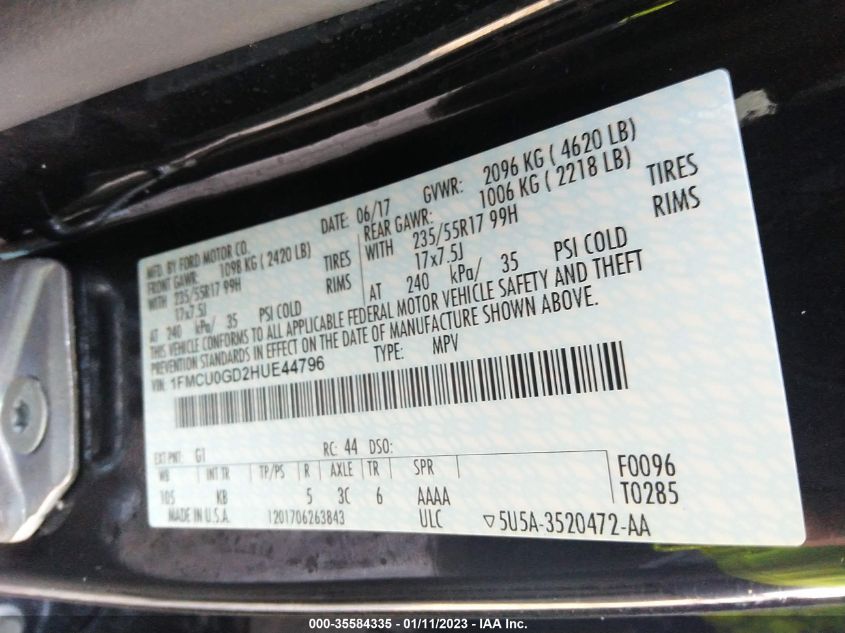 MFD. BY FORD MOTOR CO. DATE: 06/17 GVWR: 2096 KG ( 4620 LB)
FRONT GAWR: 1098 KG ( 2420 LB) REAR GAWR: 1006 KG ( 2218 LB)
WITH 235/55R17 99H TIRES WITH 235/55R17 99H TIRES
17x7.5J RIMS 17x7.5J RIMS
AT 240 kPa/ 35 PSI COLD AT 240 kPa/ 35 PSI COLD
THIS VEHICLE CONFORMS TO ALL APPLICABLE FEDERAL MOTOR VEHICLE SAFETY AND THEFT
PREVENTION STANDARDS IN EFFECT ON THE DATE OF MANUFACTURE SHOWN ABOVE.
VIN: 1FMCU0GD2HUE44796 TYPE: MPV
EXT PNT: G1 RC: 44 DSO:
WB INT TR TP/PS R AXLE TR SPR F0096
105 KB 5 3C 6 AAAA T0285
MADE IN U.S.A. 1201706263843 ULC ▽5U5A-3520472-AA
000-35584335 - 01/11/2023 - IAA Inc.